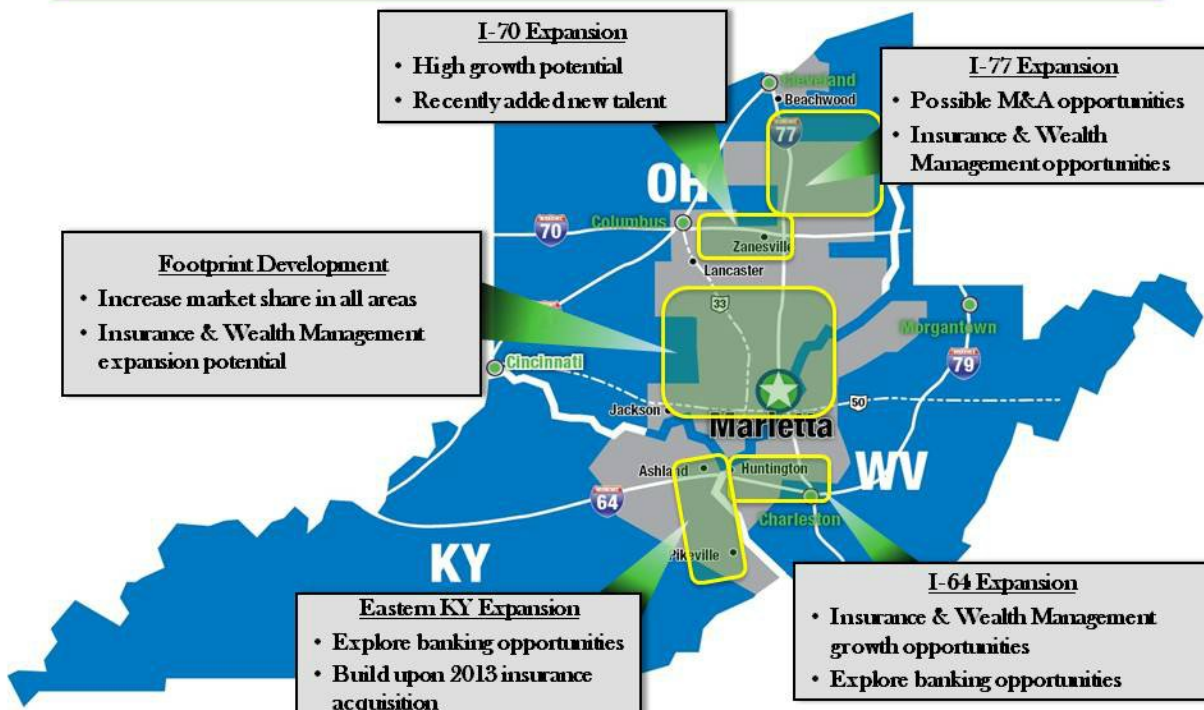 I-70 Expansion
• High growth potential
• Recently added new talent
I-77 Expansion
• Possible M&A opportunities
• Insurance & Wealth
Management opportunities
Cleveland
Beachwood
77
OH
Columbus
70
Zanesville
Lancaster
33
Footprint Development
• Increase market share in all areas
• Insurance & Wealth Management
expansion potential
Morgantown
Cincinnati
79
Jackson
50
Marietta
Ashland
Huntington
WV
64
Charleston
KY
Pikeville
I-64 Expansion
• Insurance & Wealth Management
growth opportunities
• Explore banking opportunities
Eastern KY Expansion
• Explore banking opportunities
• Build upon 2013 insurance
acquisition